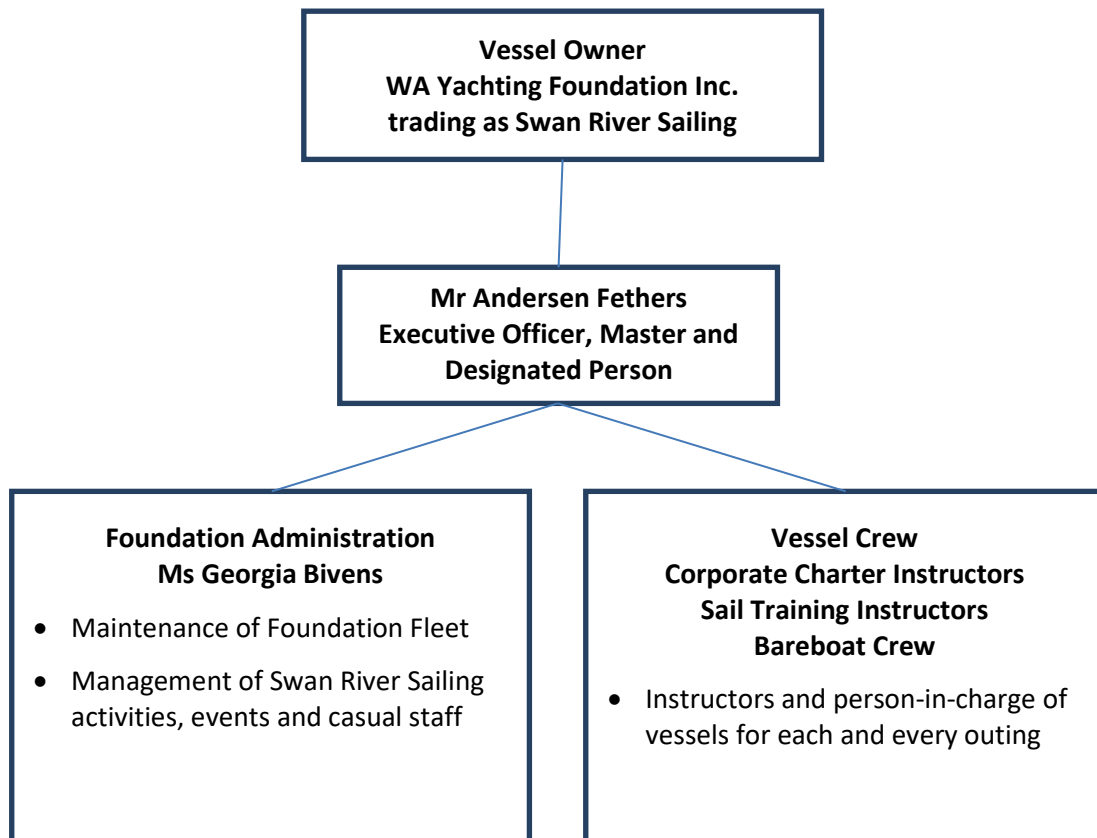 Vessel Owner
WA Yachting Foundation Inc.
trading as Swan River Sailing
Mr Andersen Fethers
Executive Officer, Master and
Designated Person
Foundation Administration
Ms Georgia Bivens
• Maintenance of Foundation Fleet
• Management of Swan River Sailing
activities, events and casual staff
Vessel Crew
Corporate Charter Instructors
Sail Training Instructors
Bareboat Crew
• Instructors and person-in-charge of
vessels for each and every outing